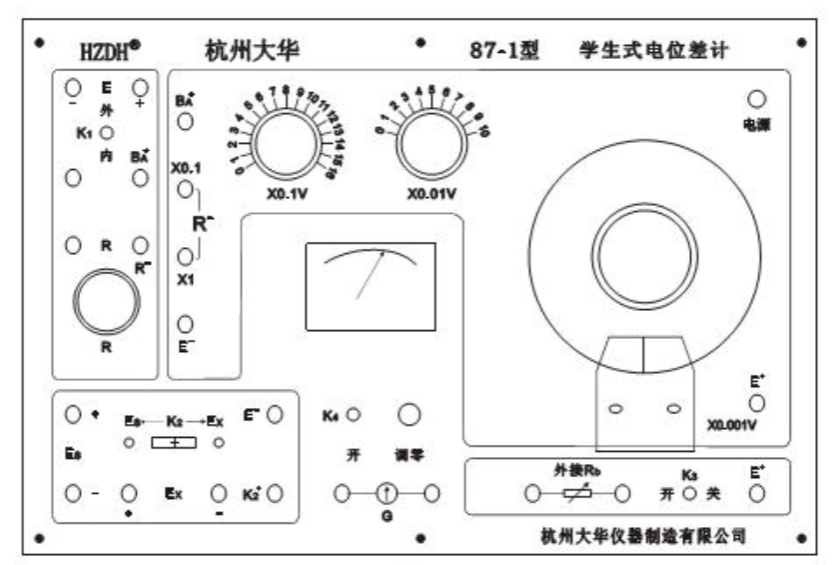 HZDH® 杭州大华 87-1型 学生式电位差计
- E +
外
K1
内 BA+
R
R-
R
BA+
X0.1
R-
X1
E-
0 1 2 3 4 5 6 7 8 9 10 11 12 13 14 15 16
X0.1V
0 1 2 3 4 5 6 7 8 9 10
X0.01V
电源
E+
X0.001V
+ Es←K2→Ex E-
Es
- Ex K2+
+ -
K4
开 调零
G
外接Rb K3 E+
开 关
杭州大华仪器制造有限公司